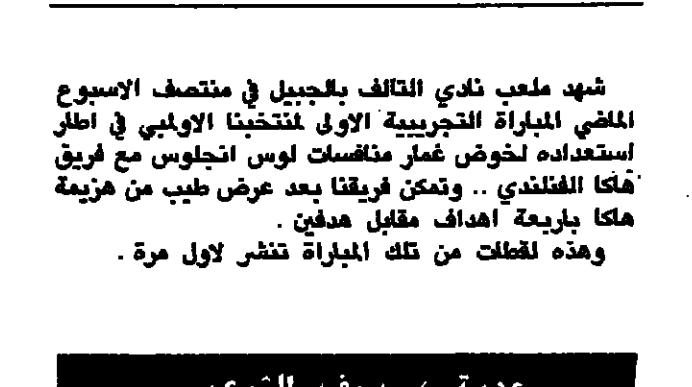 شهد ملعب نادي التالف بالجبيل في منتصف الاسبوع
الماضي المباراة التجريبية الاولى لمنتخبنا الاولمبي في اطار
استعداده لخوض غمار منافسات لوس انجلوس مع فريق
هاكا الفنلندي .. وتمكن فريقنا بعد عرض طيب من هزيمة
هاكا باربعة اهداف مقابل هدفين .
وهذه لقطات من تلك المباراة تنشر لاول مرة .